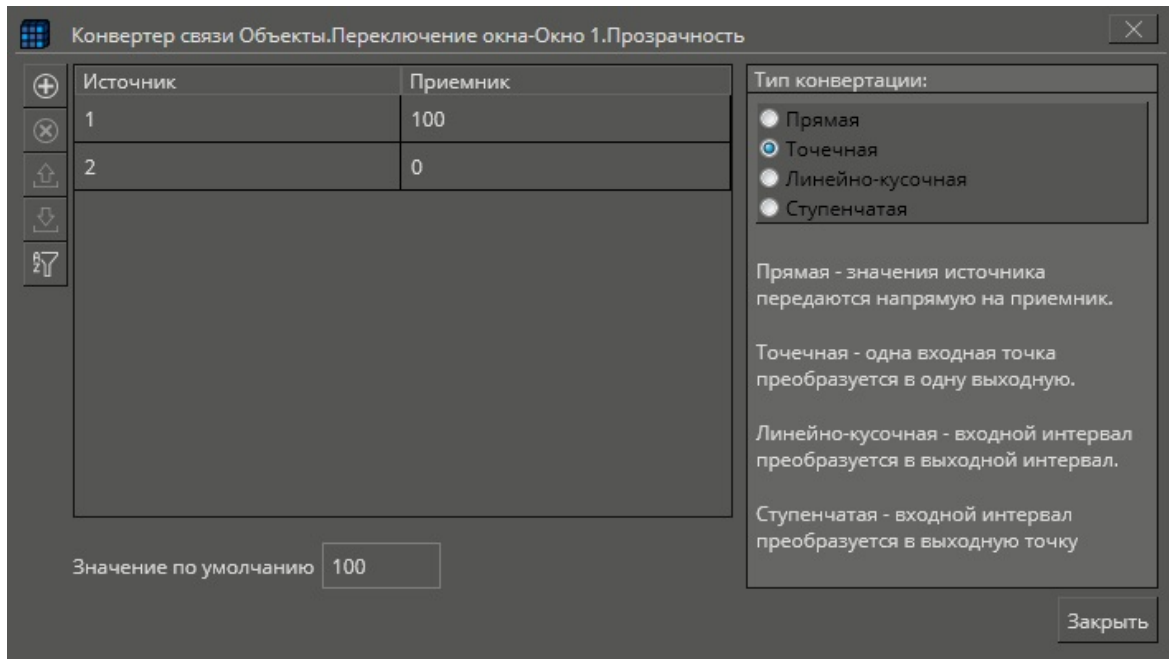 Конвертер связи Объекты.Переключение окна-Окно 1.Прозрачность
Источник Приемник
1 100
2 0
Значение по умолчанию 100
Тип конвертации:
Прямая
Точечная
Линейно-кусочная
Ступенчатая
Прямая - значения источника
передаются напрямую на приемник.
Точечная - одна входная точка
преобразуется в одну выходную.
Линейно-кусочная - входной интервал
преобразуется в выходной интервал.
Ступенчатая - входной интервал
преобразуется в выходную точку
Закрыть